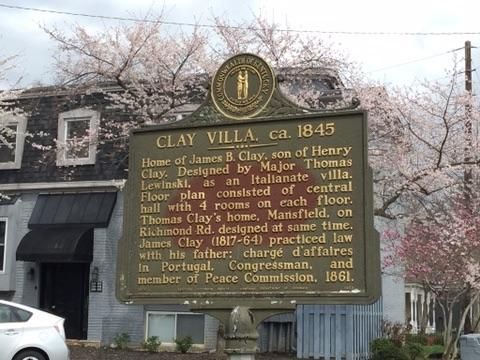 CLAY VILLA, ca. 1845
Home of James B. Clay, son of Henry
Clay. Designed by Major Thomas
Lewinski, as an Italianate villa.
Floor plan consisted of central
hall with 4 rooms on each floor.
Thomas Clay's home, Mansfield, on
Richmond Rd. designed at same time.
James Clay (1817-64) practiced law
with his father; chargé d'affaires
in Portugal, Congressman, and
member of Peace Commission, 1861.